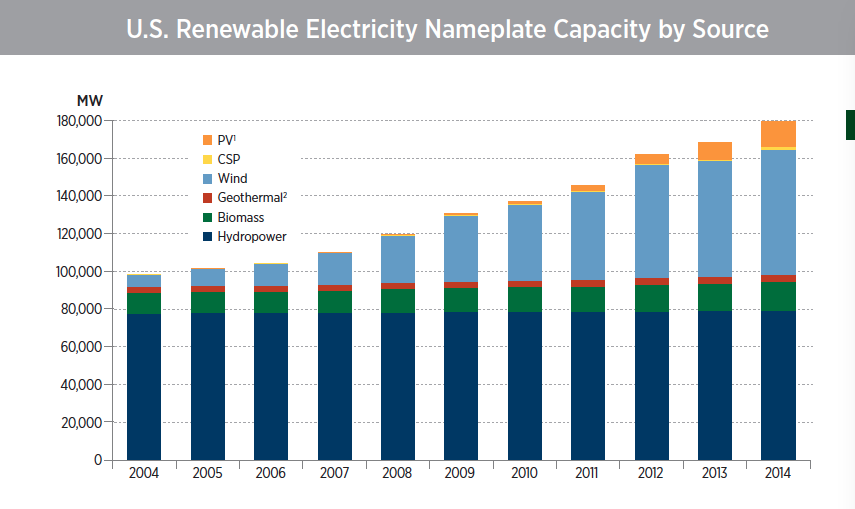 U.S. Renewable Electricity Nameplate Capacity by Source
MW
180,000
160,000
140,000
120,000
100,000
80,000
60,000
40,000
20,000
0
PV¹
CSP
Wind
Geothermal²
Biomass
Hydropower
2004 2005 2006 2007 2008 2009 2010 2011 2012 2013 2014